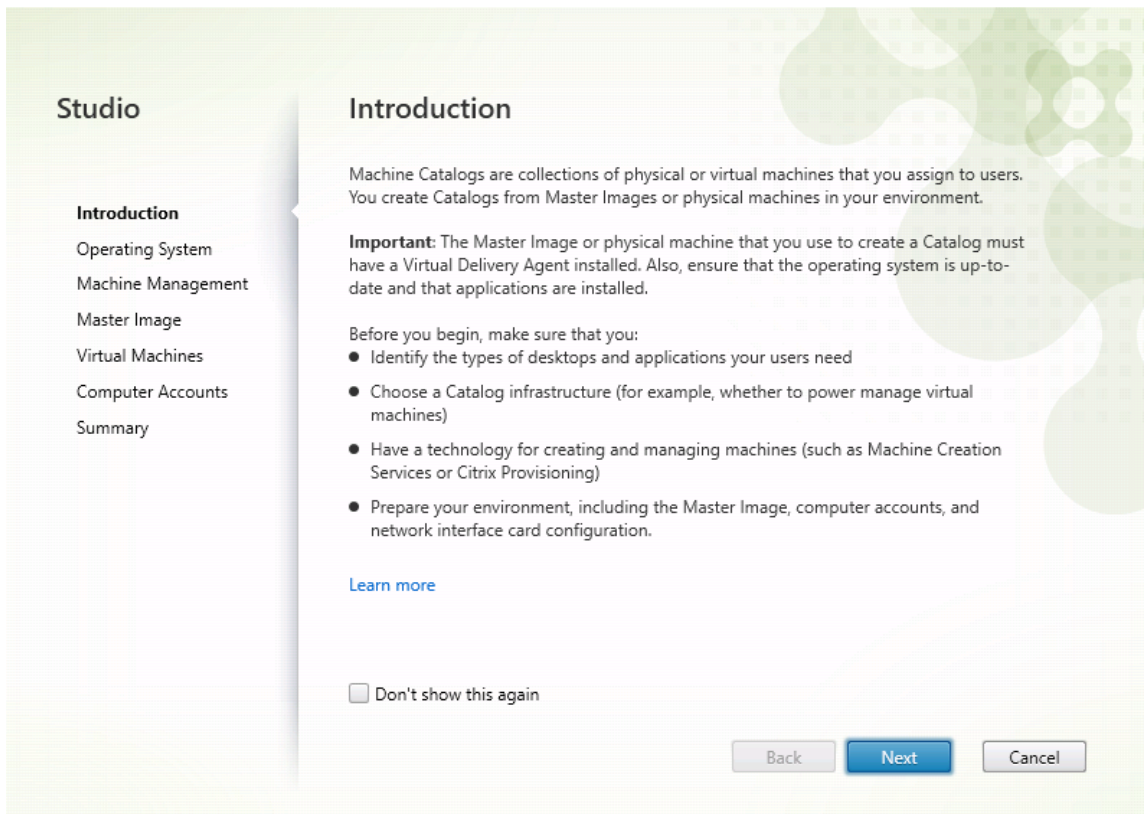 Studio
Introduction
Operating System
Machine Management
Master Image
Virtual Machines
Computer Accounts
Summary
Introduction
Machine Catalogs are collections of physical or virtual machines that you assign to users.
You create Catalogs from Master Images or physical machines in your environment.
Important: The Master Image or physical machine that you use to create a Catalog must
have a Virtual Delivery Agent installed. Also, ensure that the operating system is up-to-
date and that applications are installed.
Before you begin, make sure that you:
● Identify the types of desktops and applications your users need
● Choose a Catalog infrastructure (for example, whether to power manage virtual
machines)
● Have a technology for creating and managing machines (such as Machine Creation
Services or Citrix Provisioning)
● Prepare your environment, including the Master Image, computer accounts, and
network interface card configuration.
Learn more
Don't show this again
Back
Next
Cancel